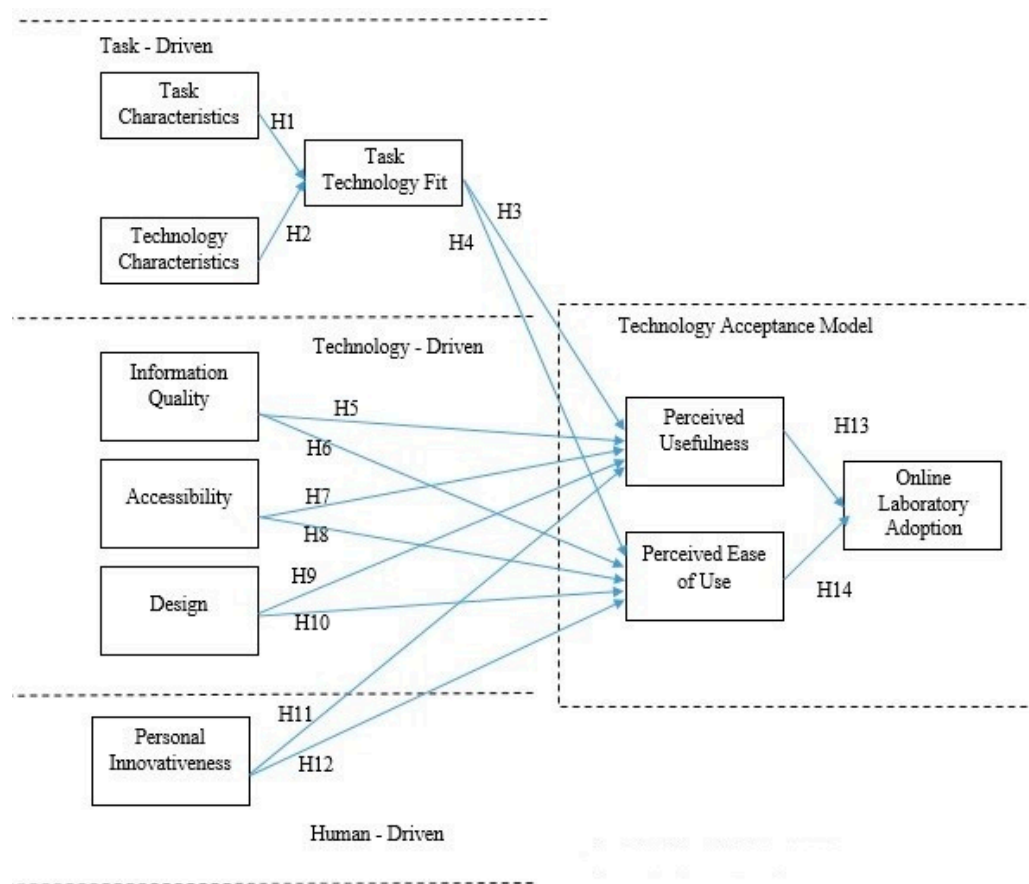 Task - Driven
Task
Characteristics
H1
Task
Technology Fit
H3
H2
H4
Technology
Characteristics
Technology Acceptance Model
Technology - Driven
Information
Quality
H5
Perceived
Usefulness
H13
H6
Online
Laboratory
Adoption
Accessibility
H7
H8
Perceived Ease
of Use
H9
Design
H14
H10
H11
Personal
Innovativeness
H12
Human - Driven